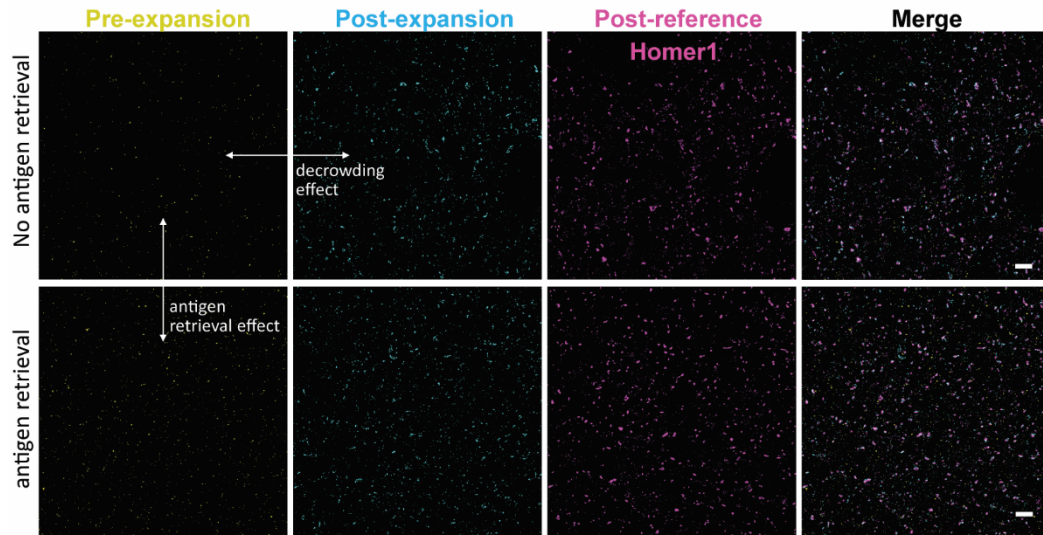 Pre-expansion
Post-expansion
Post-reference
Merge
Homer1
No antigen retrieval
decrowding
effect
antigen
retrieval effect
antigen retrieval